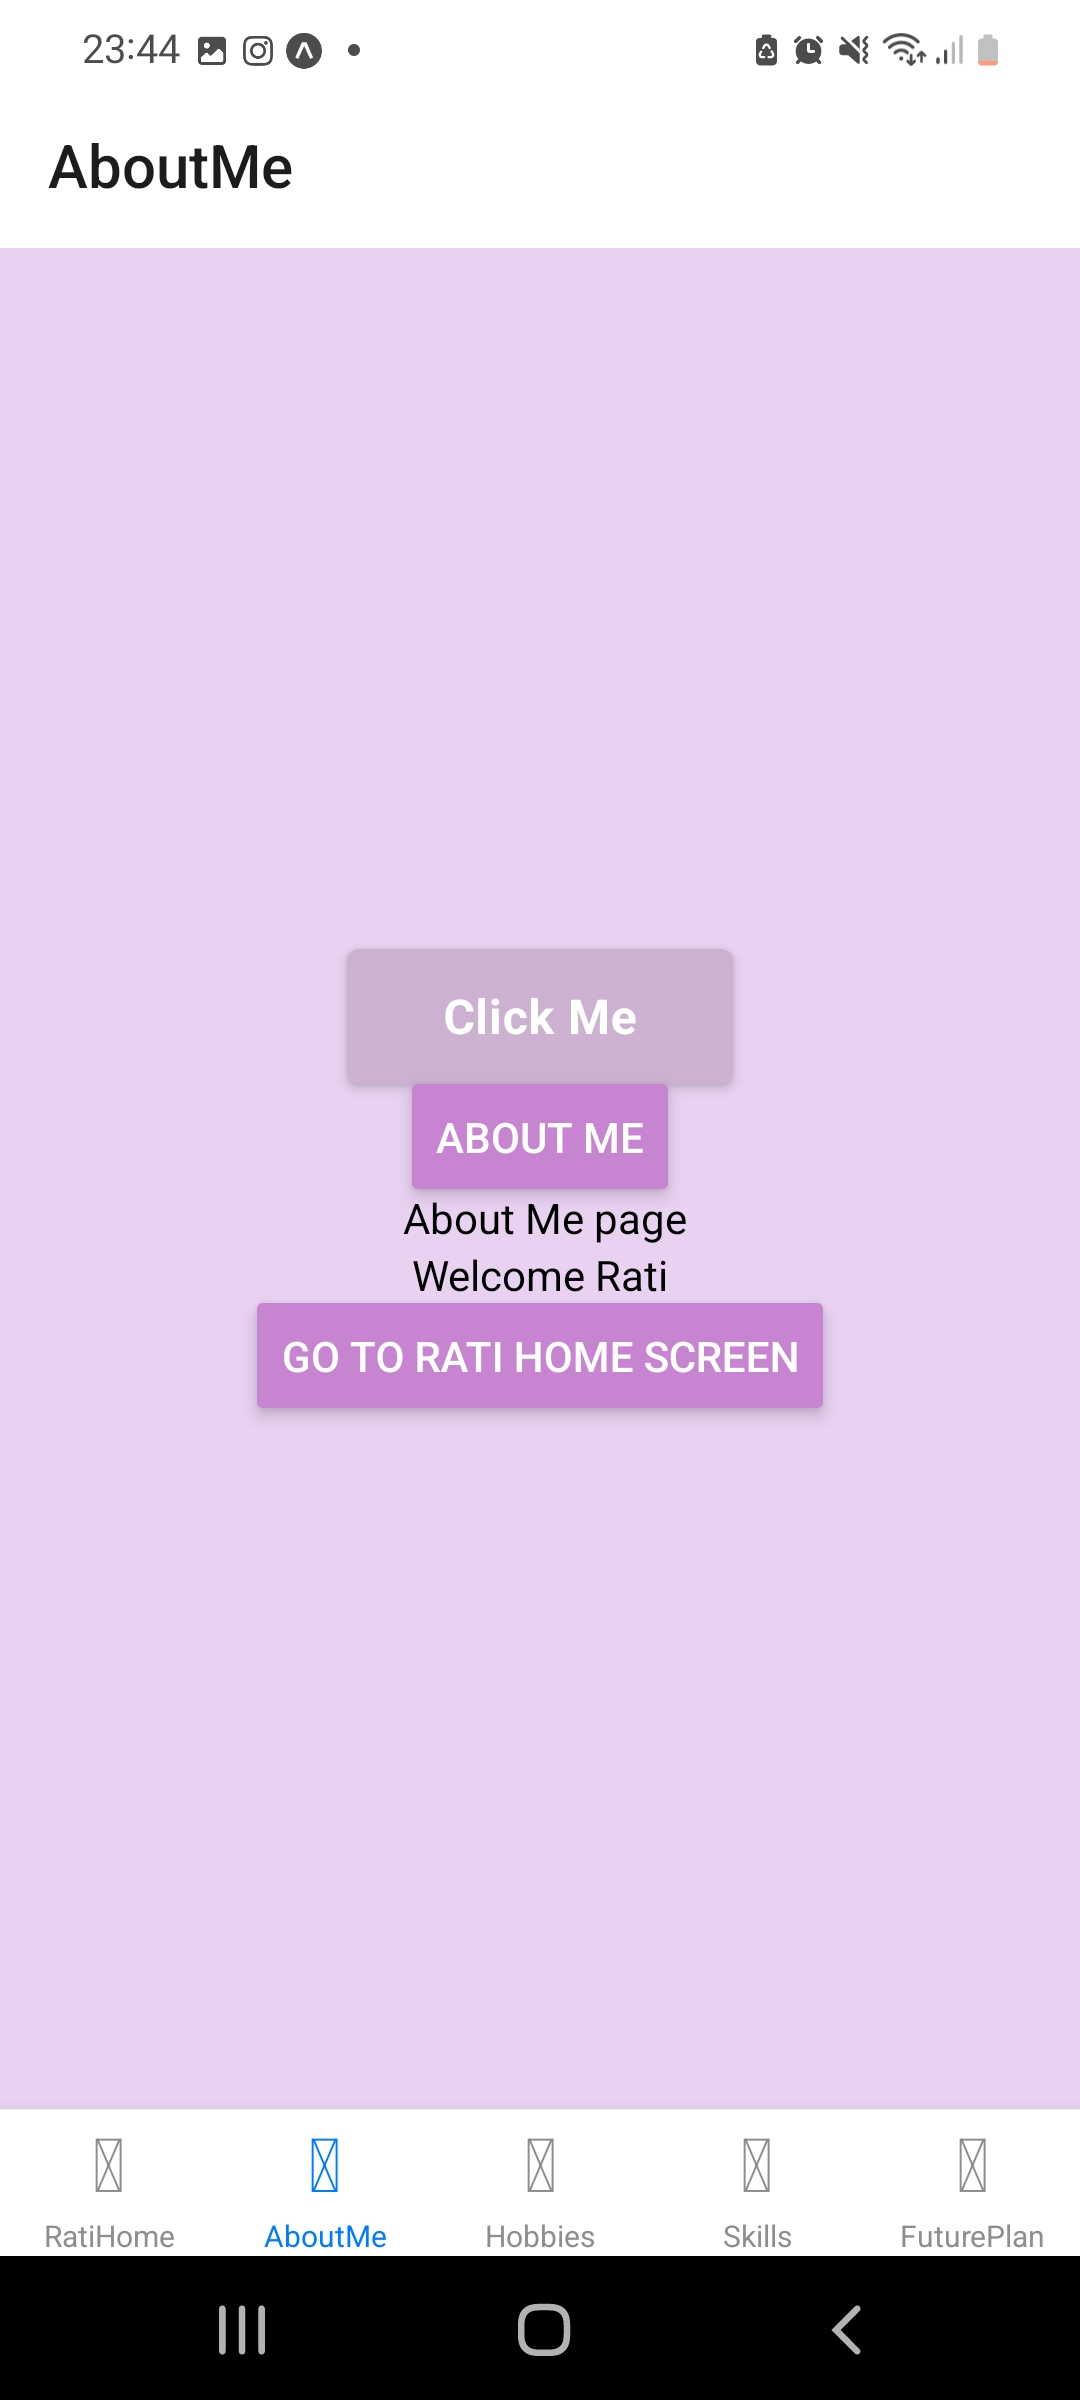 23:44
AboutMe
Click Me
ABOUT ME
About Me page
Welcome Rati
GO TO RATI HOME SCREEN
RatiHome
AboutMe
Hobbies
Skills
FuturePlan